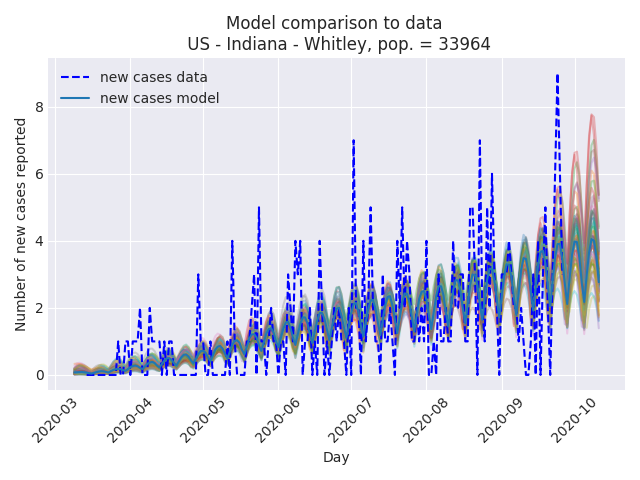 Model comparison to data
US - Indiana - Whitley, pop. = 33964
new cases data
new cases model
Number of new cases reported
8
6
4
2
0
2020-03
2020-04
2020-05
2020-06
2020-07
2020-08
2020-09
2020-10
Day